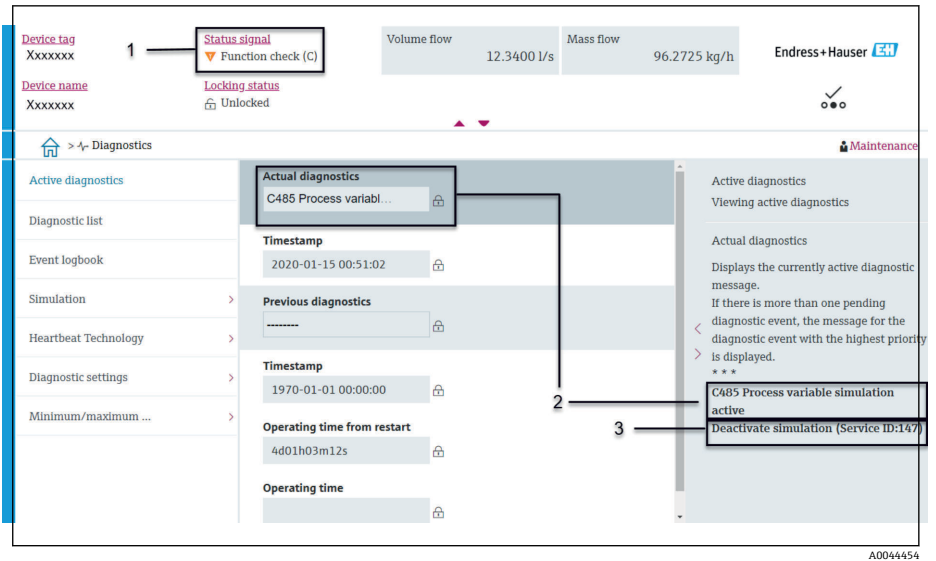 Device tag
Xxxxxxx
1
Status signal
Function check (C)
Volume flow
12.3400 l/s
Mass flow
96.2725 kg/h
Endress+Hauser EH
Device name
Xxxxxxx
Locking status
Unlocked
> Diagnostics
Maintenance
Active diagnostics
Diagnostic list
Event logbook
Simulation >
Heartbeat Technology >
Diagnostic settings >
Minimum/maximum ... >
Actual diagnostics
C485 Process variabl...
Timestamp
2020-01-15 00:51:02
Previous diagnostics
--------
Timestamp
1970-01-01 00:00:00
Operating time from restart
4d01h03m12s
Operating time
2
3
Active diagnostics
Viewing active diagnostics
Actual diagnostics
Displays the currently active diagnostic
message.
If there is more than one pending
diagnostic event, the message for the
diagnostic event with the highest priority
is displayed.
* * *
C485 Process variable simulation
active
Deactivate simulation (Service ID:147)
A0044454